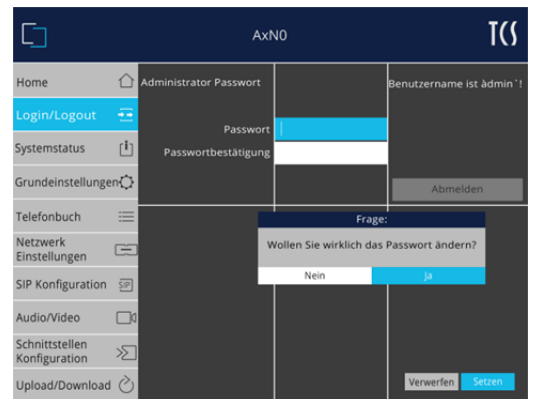 AxN0
TCS
Home
Login/Logout
Systemstatus
Grundeinstellungen
Telefonbuch
Netzwerk
Einstellungen
SIP Konfiguration
SIP
Audio/Video
Schnittstellen
Konfiguration
Upload/Download
Administrator Passwort
Benutzername ist àdmin`!
Passwort
Passwortbestätigung
Abmelden
Frage:
Wollen Sie wirklich das Passwort ändern?
Nein
Ja
Verwerfen
Setzen